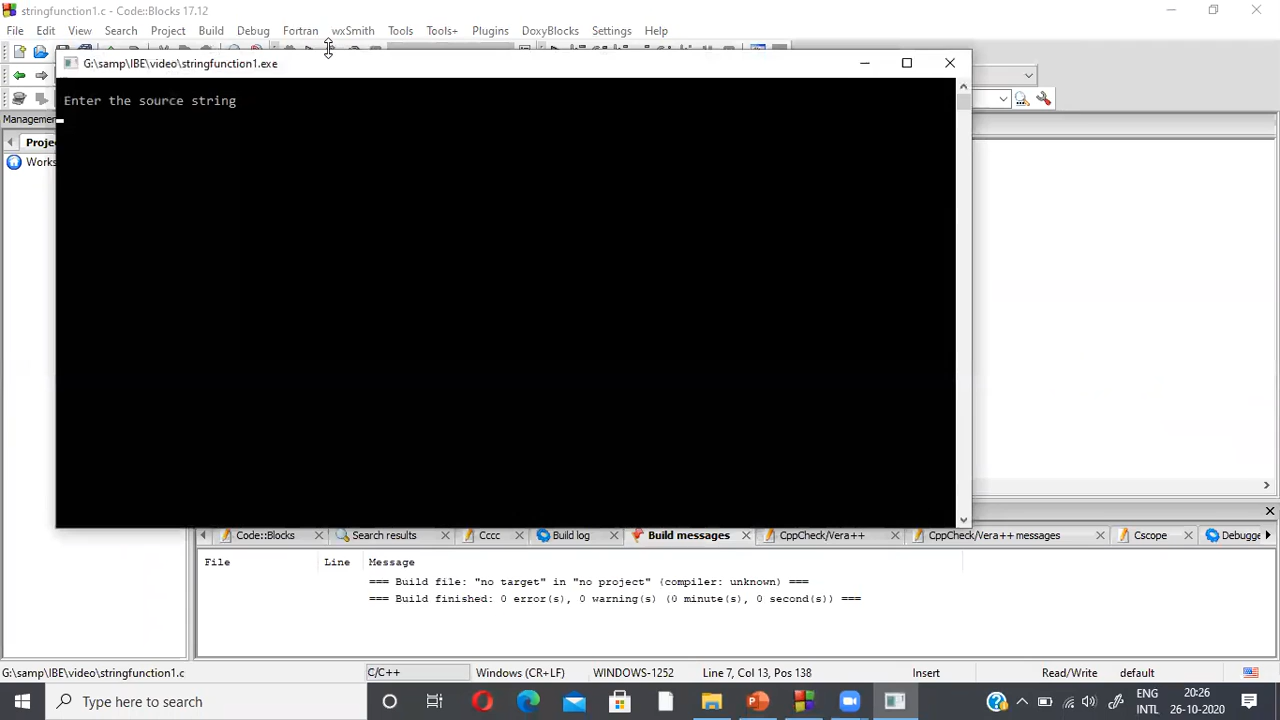 stringfunction1.c - Code::Blocks 17.12
File Edit View Search Project Build Debug Fortran wxSmith Tools Tools+ Plugins DoxyBlocks Settings Help
G:\samp\IBE\video\stringfunction1.exe
Enter the source string
Management
Works
Code::Blocks Search results Cccc Build log Build messages CppCheck/Vera++ CppCheck/Vera++ messages Cscope Debugge
File Line Message
=== Build file: "no target" in "no project" (compiler: unknown) ===
=== Build finished: 0 error(s), 0 warning(s) (0 minute(s), 0 second(s)) ===
G:\samp\IBE\video\stringfunction1.c C/C++ Windows (CR+LF) WINDOWS-1252 Line 7, Col 13, Pos 138 Insert Read/Write default
Type here to search
ENG 20:26
INTL 26-10-2020